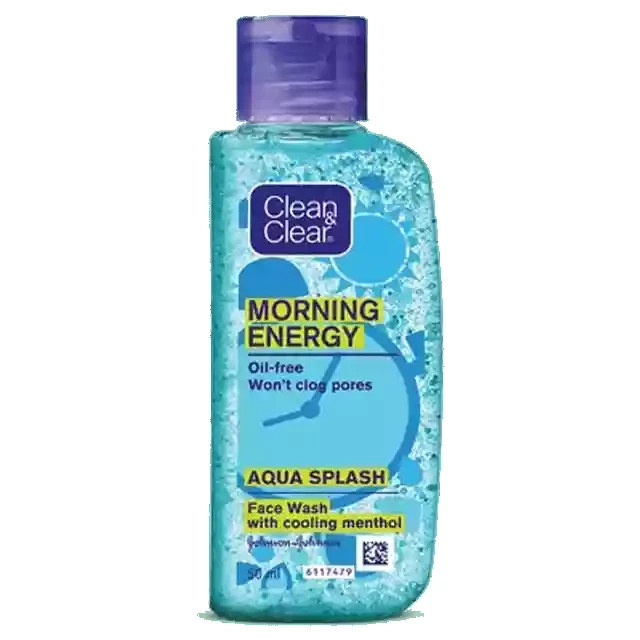 Clean
&
Clear®
MORNING
ENERGY
Oil-free
Won't clog pores
AQUA SPLASH
Face Wash
with cooling menthol
Johnson & Johnson
50 ml
6117479